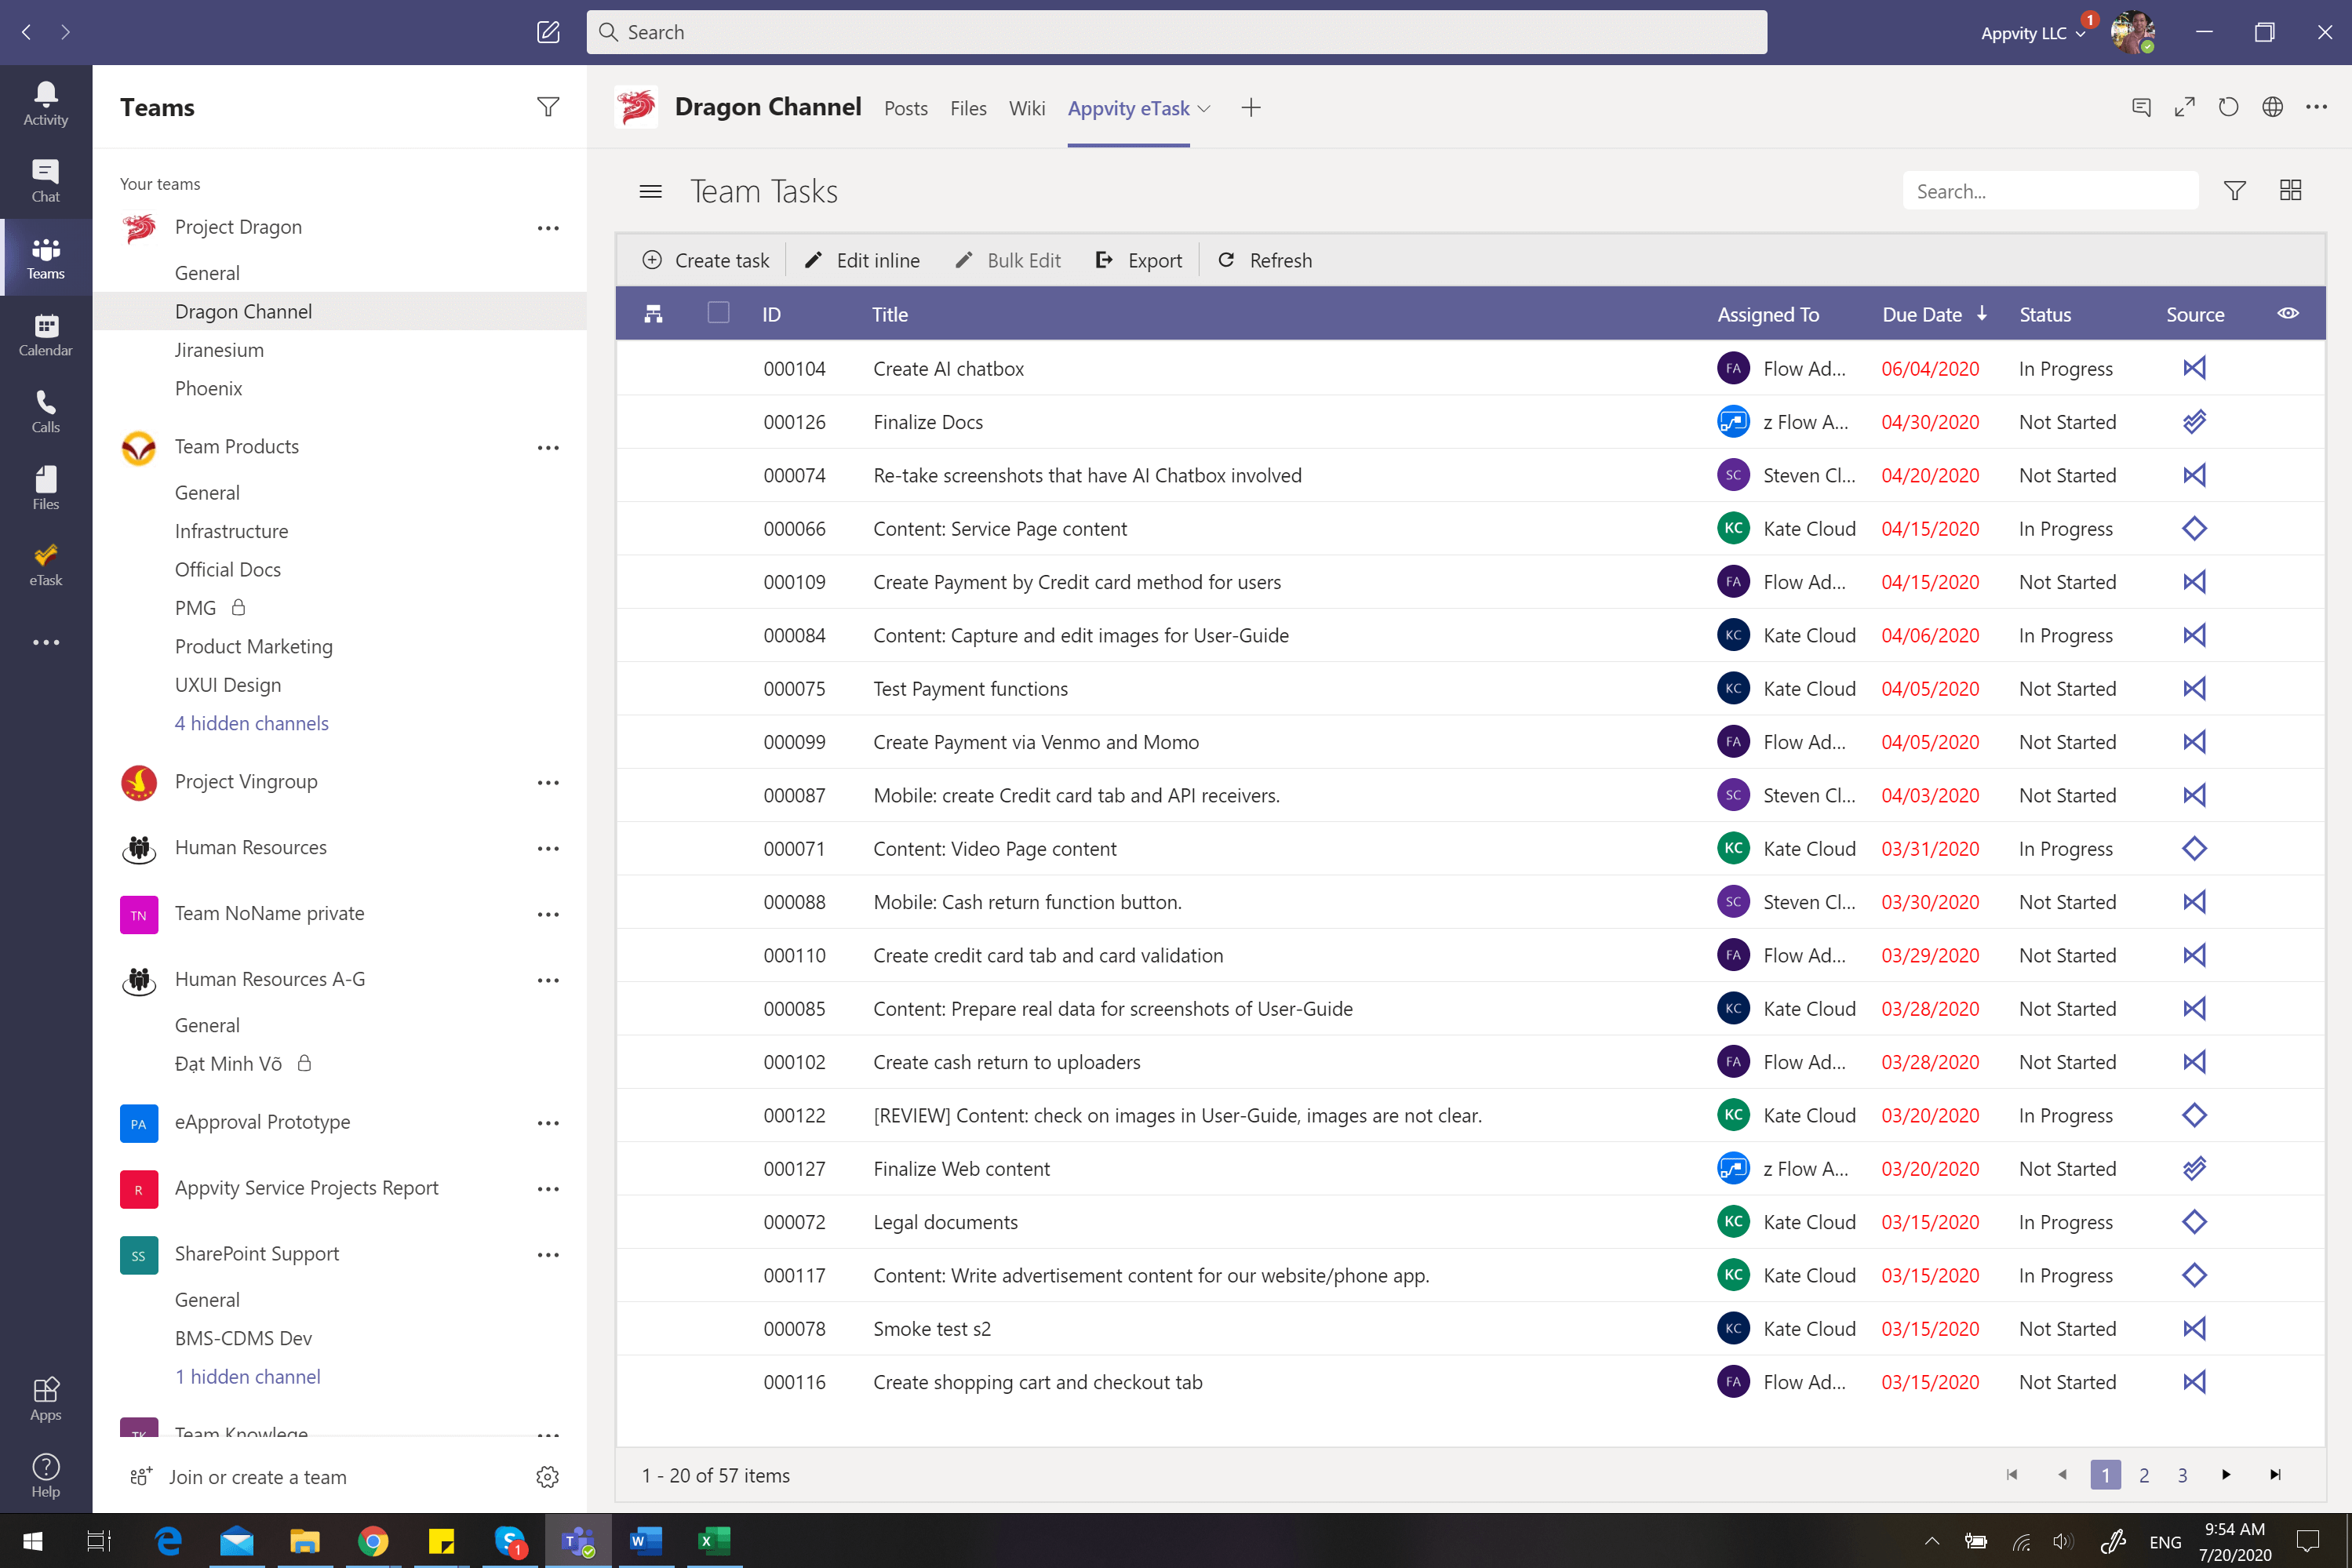 Search
Appvity LLC
1
Activity
Chat
Teams
Calendar
Calls
Files
eTask
Apps
Help
Teams
Your teams
Project Dragon
General
Dragon Channel
Jiranesium
Phoenix
Team Products
General
Infrastructure
Official Docs
PMG
Product Marketing
UXUI Design
4 hidden channels
Project Vingroup
Human Resources
TN Team NoName private
Human Resources A-G
General
Đạt Minh Võ
PA eApproval Prototype
R Appvity Service Projects Report
SS SharePoint Support
General
BMS-CDMS Dev
1 hidden channel
TK Team Knowlege
Join or create a team
Dragon Channel Posts Files Wiki Appvity eTask
Team Tasks
Search...
Create task Edit inline Bulk Edit Export Refresh
ID Title Assigned To Due Date Status Source
000104 Create AI chatbox FA Flow Ad... 06/04/2020 In Progress
000126 Finalize Docs z Flow A... 04/30/2020 Not Started
000074 Re-take screenshots that have AI Chatbox involved SC Steven Cl... 04/20/2020 Not Started
000066 Content: Service Page content KC Kate Cloud 04/15/2020 In Progress
000109 Create Payment by Credit card method for users FA Flow Ad... 04/15/2020 Not Started
000084 Content: Capture and edit images for User-Guide KC Kate Cloud 04/06/2020 In Progress
000075 Test Payment functions KC Kate Cloud 04/05/2020 Not Started
000099 Create Payment via Venmo and Momo FA Flow Ad... 04/05/2020 Not Started
000087 Mobile: create Credit card tab and API receivers. SC Steven Cl... 04/03/2020 Not Started
000071 Content: Video Page content KC Kate Cloud 03/31/2020 In Progress
000088 Mobile: Cash return function button. SC Steven Cl... 03/30/2020 Not Started
000110 Create credit card tab and card validation FA Flow Ad... 03/29/2020 Not Started
000085 Content: Prepare real data for screenshots of User-Guide KC Kate Cloud 03/28/2020 Not Started
000102 Create cash return to uploaders FA Flow Ad... 03/28/2020 Not Started
000122 [REVIEW] Content: check on images in User-Guide, images are not clear. KC Kate Cloud 03/20/2020 In Progress
000127 Finalize Web content z Flow A... 03/20/2020 Not Started
000072 Legal documents KC Kate Cloud 03/15/2020 In Progress
000117 Content: Write advertisement content for our website/phone app. KC Kate Cloud 03/15/2020 In Progress
000078 Smoke test s2 KC Kate Cloud 03/15/2020 Not Started
000116 Create shopping cart and checkout tab FA Flow Ad... 03/15/2020 Not Started
1 - 20 of 57 items
1 2 3
ENG
9:54 AM
7/20/2020